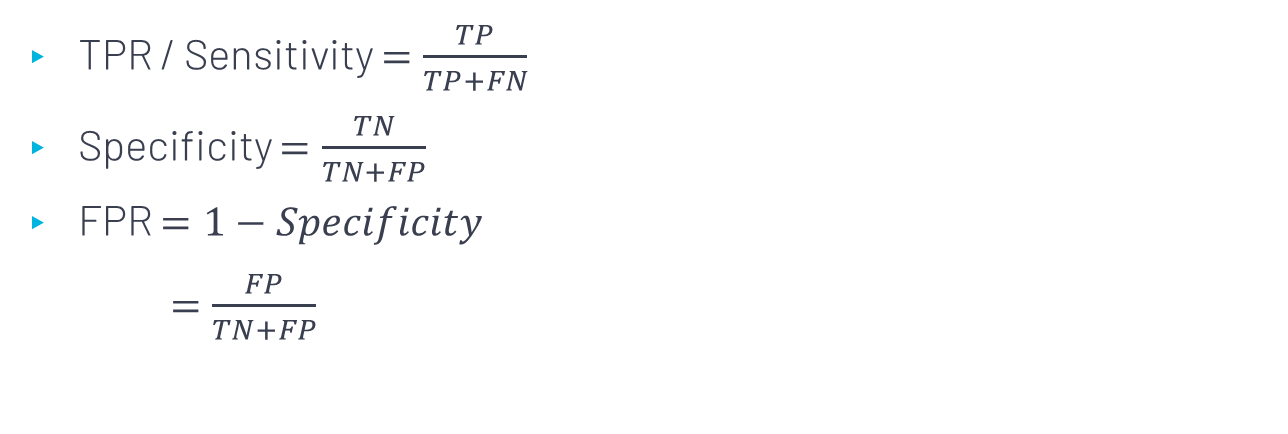 TPR / Sensitivity = TP / TP+FN
Specificity = TN / TN+FP
FPR = 1 − Specificity
= FP / TN+FP